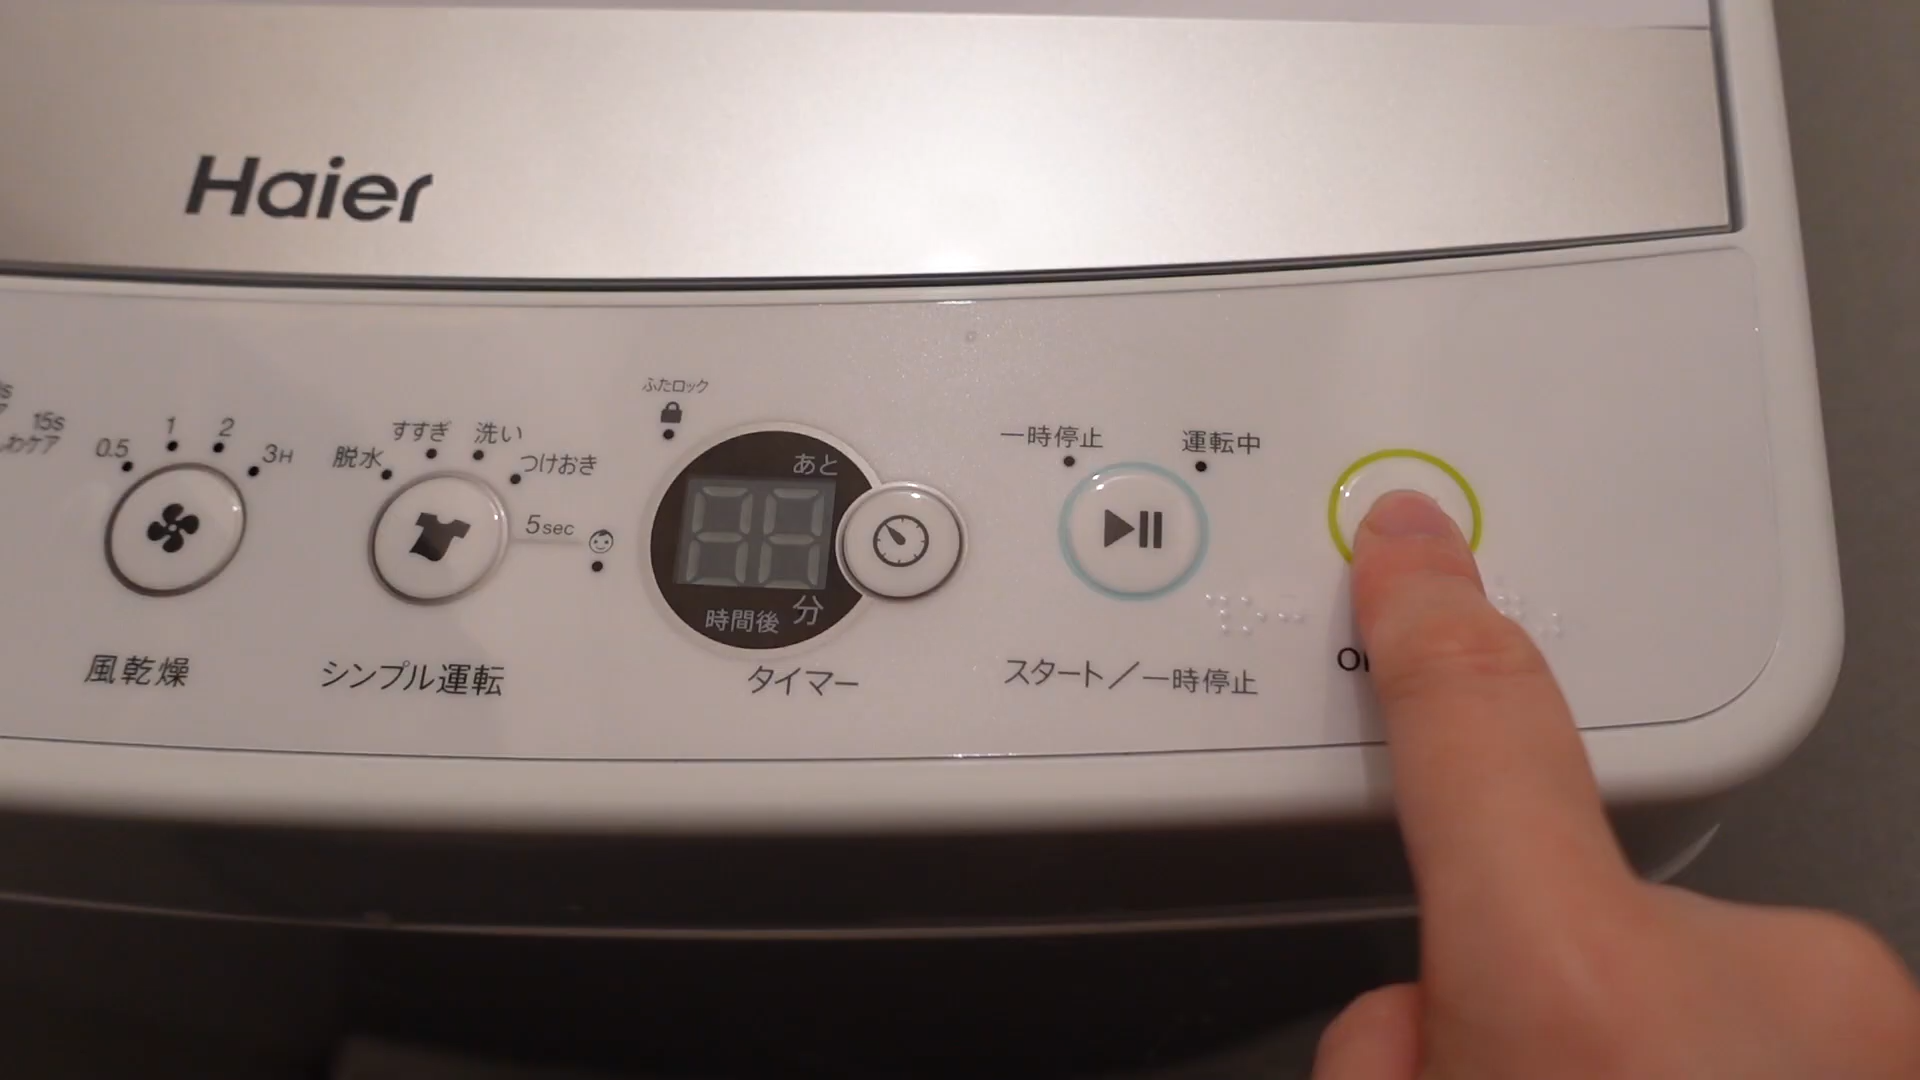 Haier
ふたロック
15s
0.5 1 2 3H
脱水 すすぎ 洗い つけおき
5sec
あと
時間後 分
一時停止 運転中
風乾燥
シンプル運転
タイマー
スタート／一時停止